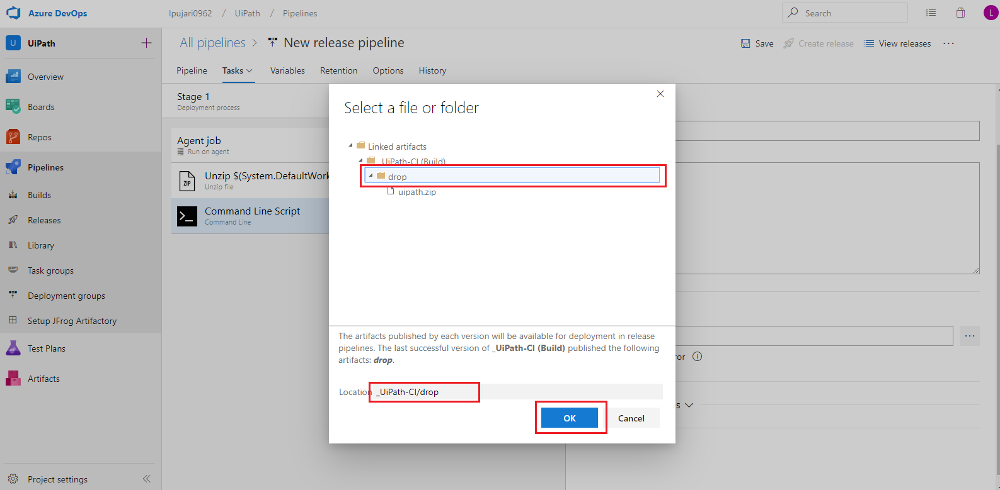 Azure DevOps
lpujari0962 / UiPath / Pipelines
Search
L
U UiPath
Overview
Boards
Repos
Pipelines
Builds
Releases
Library
Task groups
Deployment groups
Setup JFrog Artifactory
Test Plans
Artifacts
Project settings
All pipelines > New release pipeline
Save
Create release
View releases
...
Pipeline Tasks Variables Retention Options History
Stage 1
Deployment process
Agent job
Run on agent
ZIP
Unzip $(System.DefaultWork
Unzip file
Command Line Script
Command Line
Select a file or folder
Linked artifacts
_UiPath-CI (Build)
drop
uipath.zip
The artifacts published by each version will be available for deployment in release
pipelines. The last successful version of _UiPath-CI (Build) published the following
artifacts: drop.
Location _UiPath-CI/drop
OK Cancel
...
ror
s